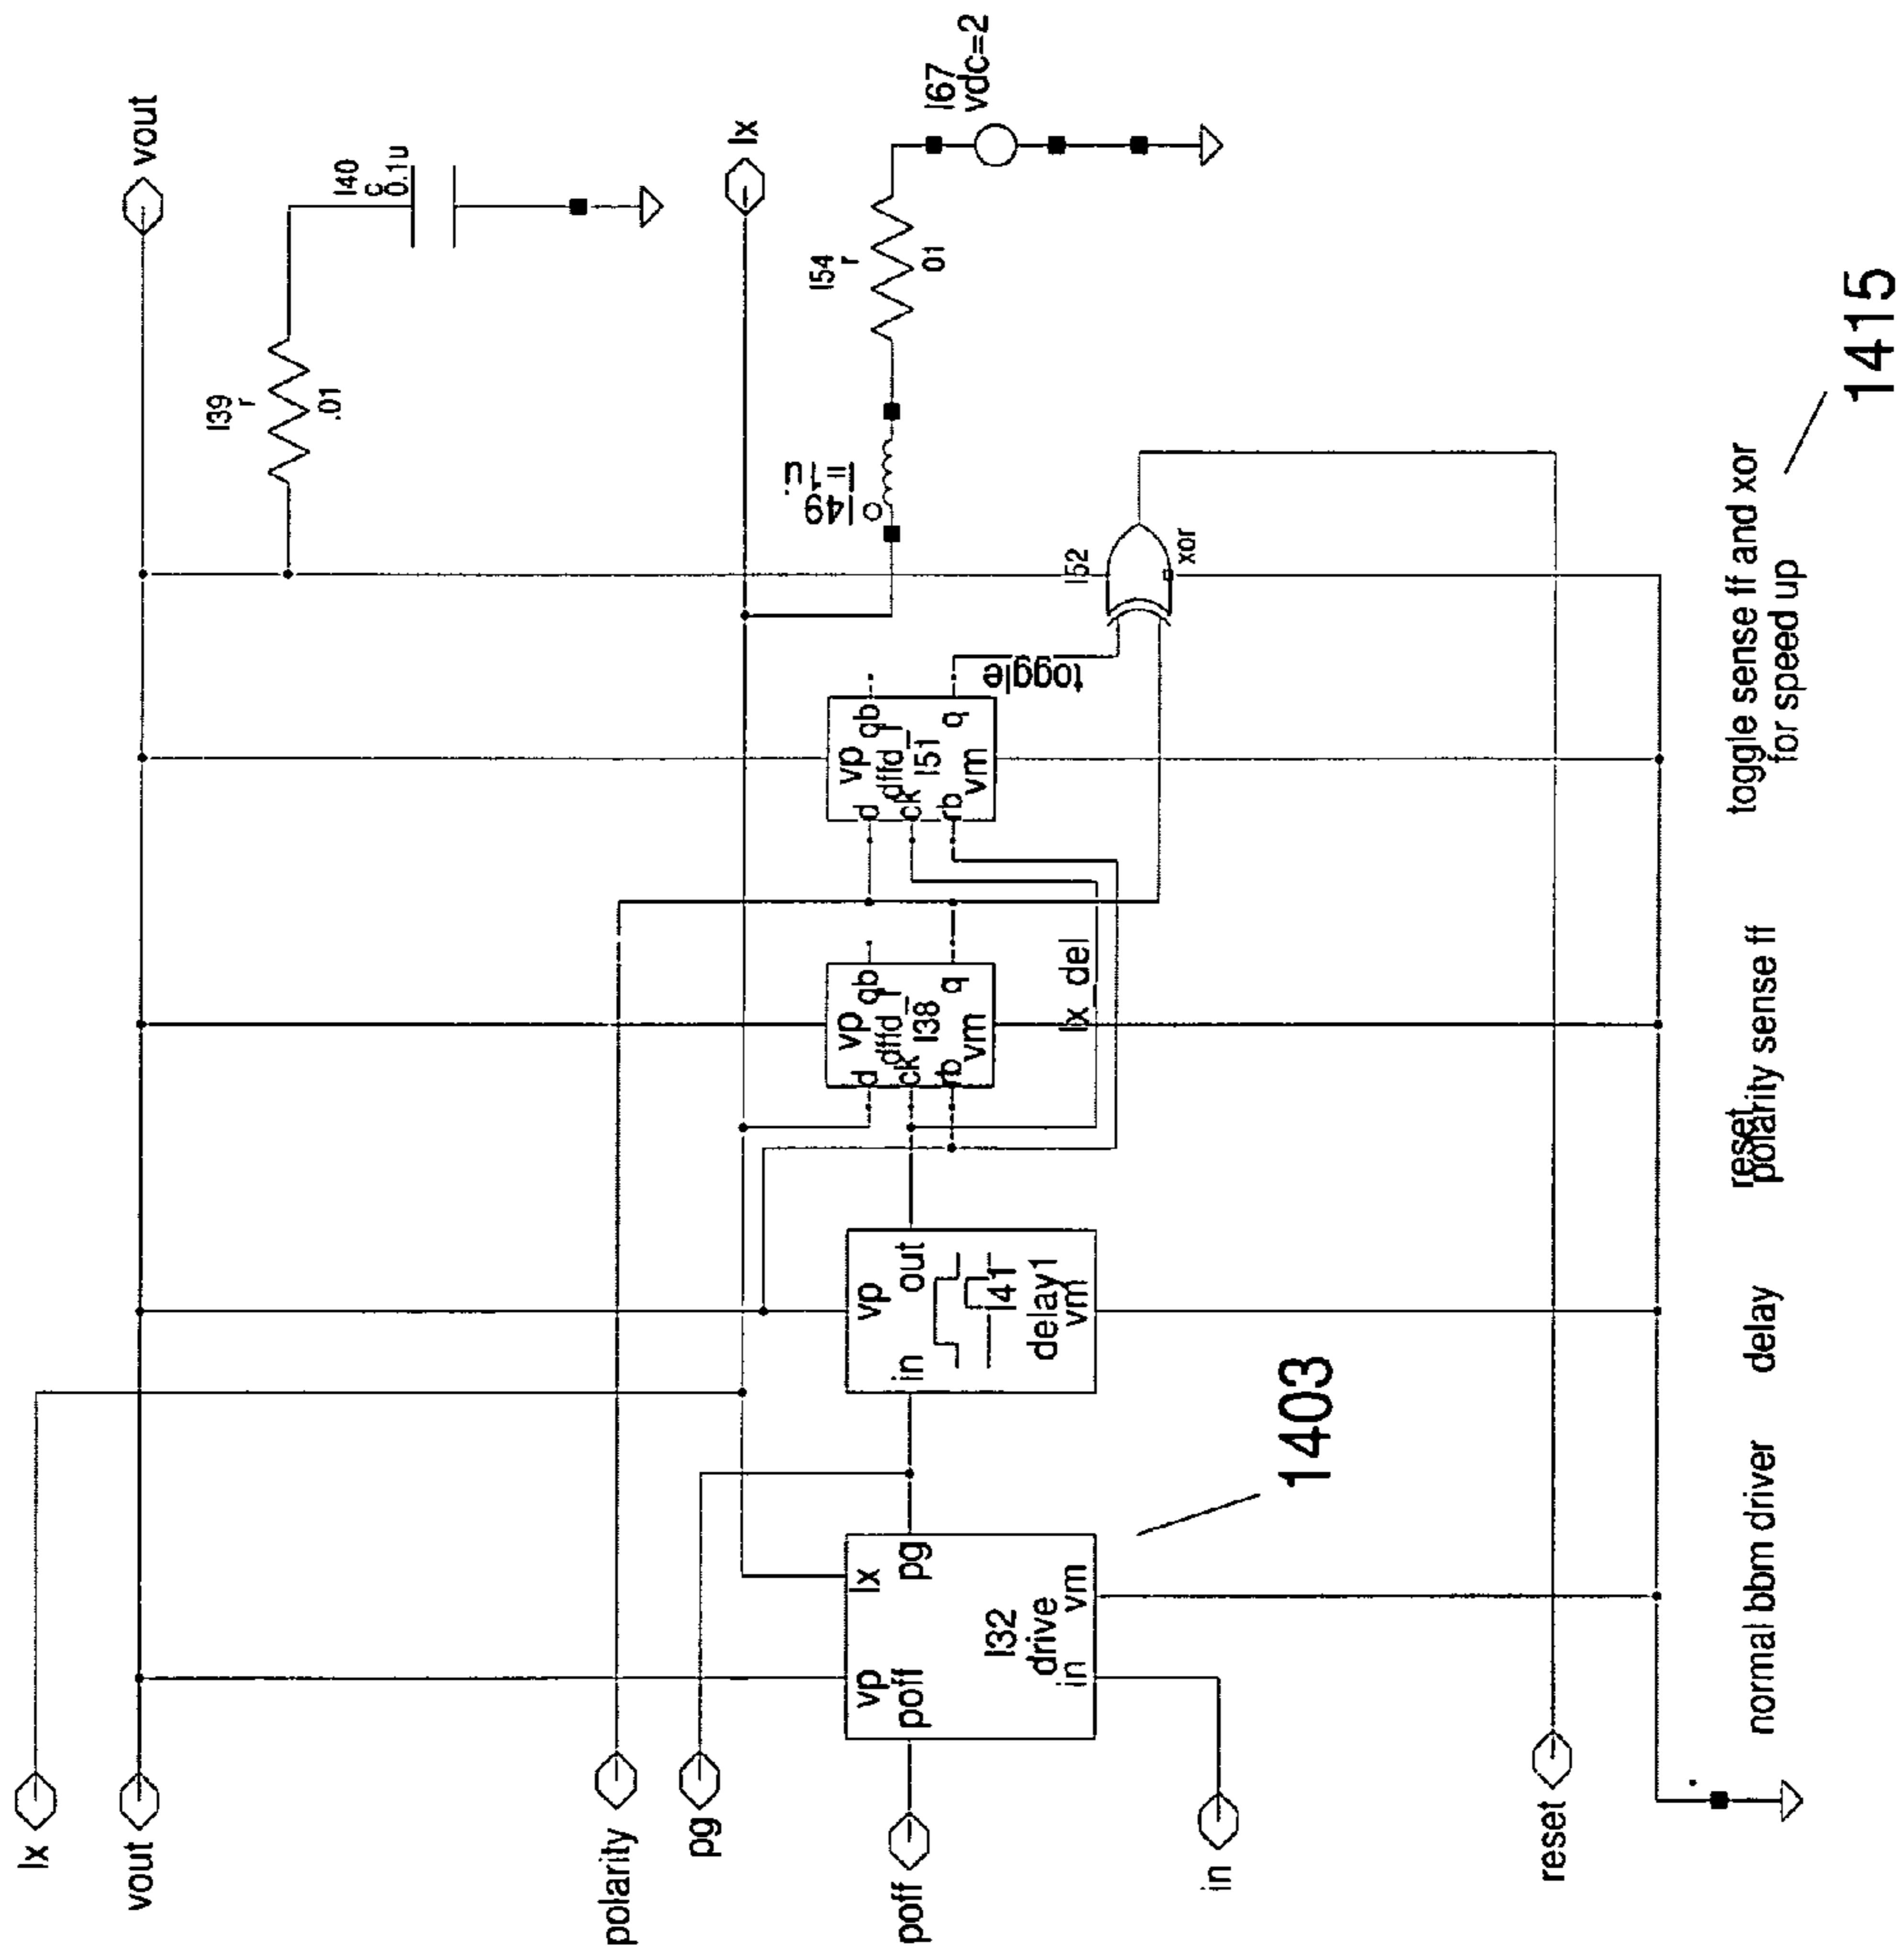 lx
vout
polarity
pg
poff
in
reset
vout
I39
r
.01
I40
c
0.1u
lx
I49
l=
1u
I54
r
01
I67
vdc=2
vp
lx
poff
pg
I32
drive
in
vm
vp
in
out
I41
delay1
vm
vp
d
qb
dffd_r
ck
I38
rb
q
vm
lx_del
vp
d
qb
dffd_r
ck
I51
rb
q
vm
toggle
I52
xor
1403
normal bbm driver
delay
reset
polarity sense ff
toggle sense ff and xor
for speed up
1415